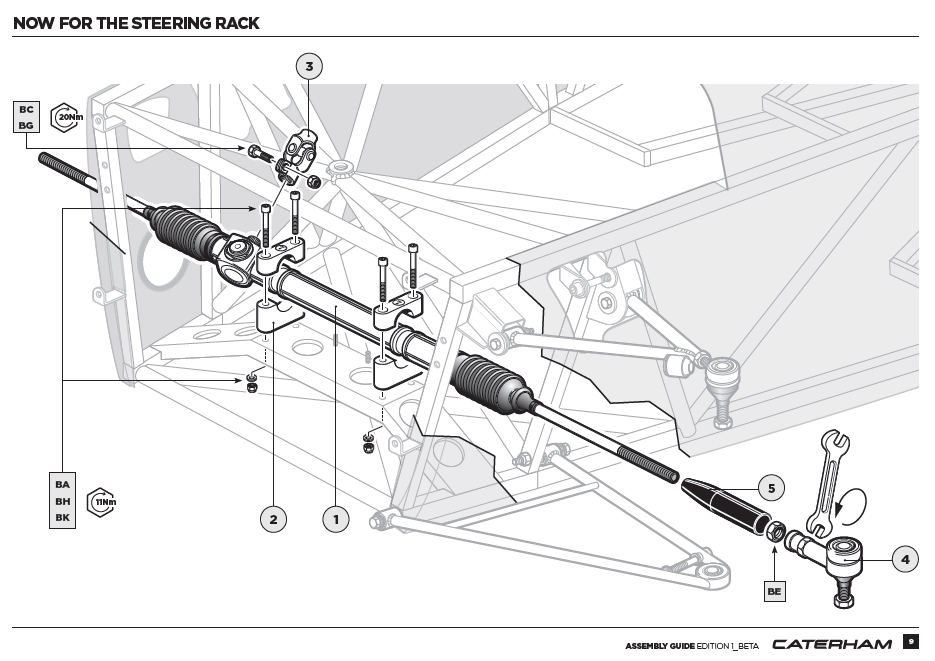 NOW FOR THE STEERING RACK
3
BC
BG
20Nm
BA
BH
BK
11Nm
2
1
5
4
BE
ASSEMBLY GUIDE EDITION 1_BETA CATERHAM 9